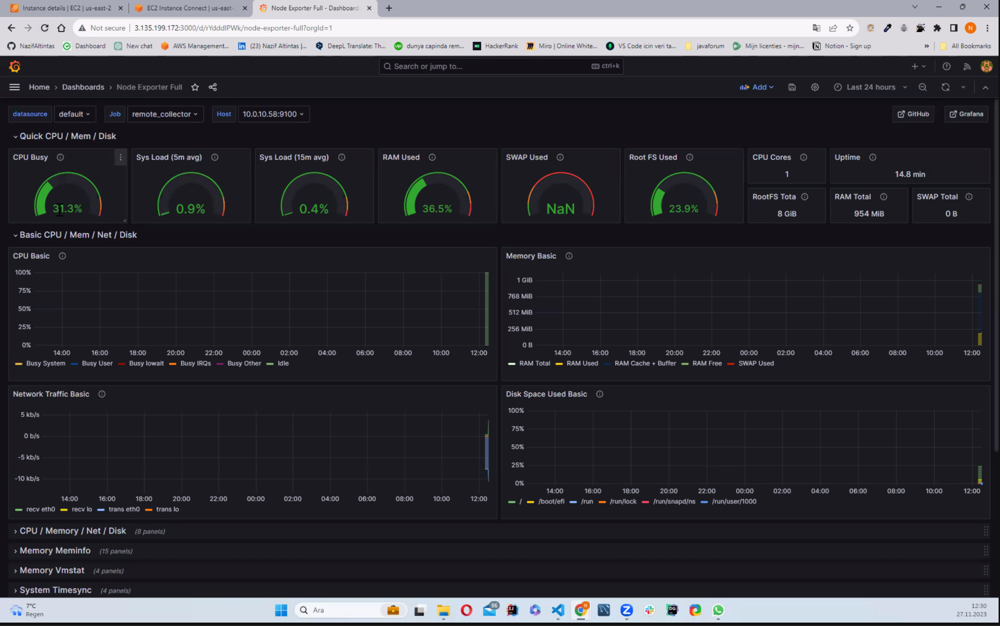 Instance details | EC2 | us-east-2
EC2 Instance Connect | us-east-
Node Exporter Full - Dashboard
Not secure
3.135.199.172:3000/d/rYdddlPWk/node-exporter-full?orgId=1
N
NazifAltintas
Dashboard
New chat
AWS Management...
(23) Nazif Altintas |...
DeepL Translate: Th...
dunya capinda rem...
HackerRank
Miro | Online White...
VS Code icin veri ta...
javaforum
Mijn licenties - mijn...
Notion - Sign up
»
All Bookmarks
Search or jump to...
ctrl+k
Home › Dashboards › Node Exporter Full
Add
Last 24 hours
datasource default
Job remote_collector
Host 10.0.10.58:9100
GitHub
Grafana
Quick CPU / Mem / Disk
CPU Busy
31.3%
Sys Load (5m avg)
0.9%
Sys Load (15m avg)
0.4%
RAM Used
36.5%
SWAP Used
NaN
Root FS Used
23.9%
CPU Cores
1
Uptime
14.8 min
RootFS Tota
8 GiB
RAM Total
954 MiB
SWAP Total
0 B
Basic CPU / Mem / Net / Disk
CPU Basic
100%
75%
50%
25%
0%
14:00 16:00 18:00 20:00 22:00 00:00 02:00 04:00 06:00 08:00 10:00 12:00
Busy System Busy User Busy Iowait Busy IRQs Busy Other Idle
Memory Basic
1 GiB
768 MiB
512 MiB
256 MiB
0 B
14:00 16:00 18:00 20:00 22:00 00:00 02:00 04:00 06:00 08:00 10:00 12:00
RAM Total RAM Used RAM Cache + Buffer RAM Free SWAP Used
Network Traffic Basic
5 kb/s
0 b/s
-5 kb/s
-10 kb/s
14:00 16:00 18:00 20:00 22:00 00:00 02:00 04:00 06:00 08:00 10:00 12:00
recv eth0 recv lo trans eth0 trans lo
Disk Space Used Basic
100%
75%
50%
25%
0%
14:00 16:00 18:00 20:00 22:00 00:00 02:00 04:00 06:00 08:00 10:00 12:00
/ /boot/efi /run /run/lock /run/snapd/ns /run/user/1000
CPU / Memory / Net / Disk (8 panels)
Memory Meminfo (15 panels)
Memory Vmstat (4 panels)
System Timesync (4 panels)
7°C
Regen
Ara
96
12:30
27.11.2023